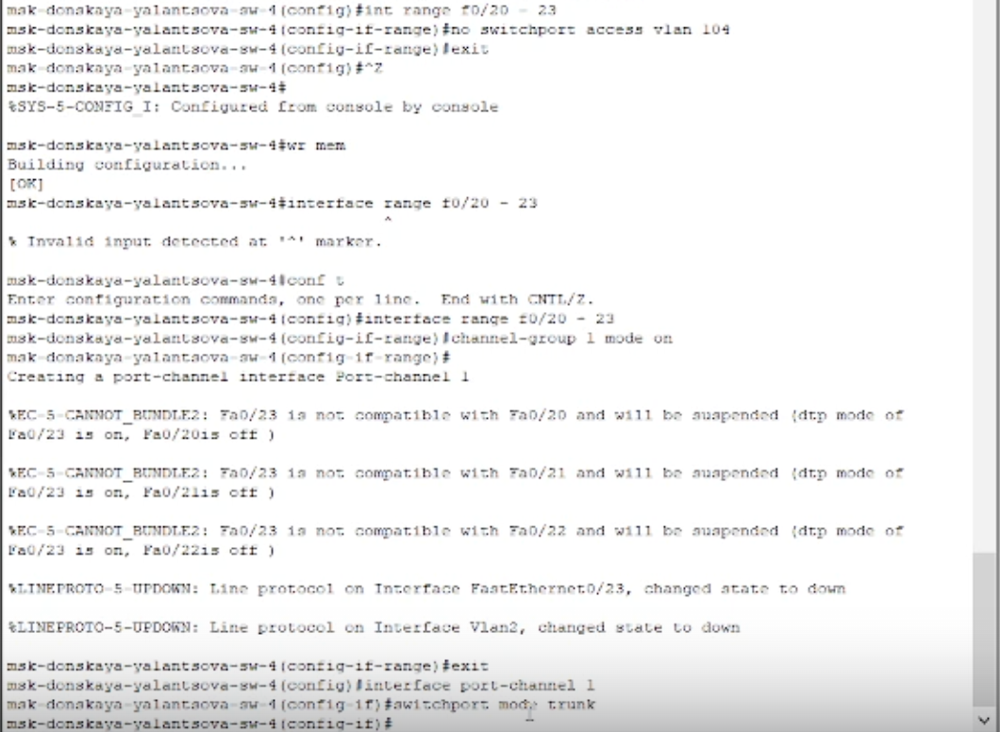 msk-donskaya-yalantsova-sw-4(config)#int range f0/20 - 23
msk-donskaya-yalantsova-sw-4(config-if-range)#no switchport access vlan 104
msk-donskaya-yalantsova-sw-4(config-if-range)#exit
msk-donskaya-yalantsova-sw-4(config)#^Z
msk-donskaya-yalantsova-sw-4#
%SYS-5-CONFIG_I: Configured from console by console
msk-donskaya-yalantsova-sw-4#wr mem
Building configuration...
[OK]
msk-donskaya-yalantsova-sw-4#interface range f0/20 - 23
^
% Invalid input detected at '^' marker.
msk-donskaya-yalantsova-sw-4#conf t
Enter configuration commands, one per line.  End with CNTL/Z.
msk-donskaya-yalantsova-sw-4(config)#interface range f0/20 - 23
msk-donskaya-yalantsova-sw-4(config-if-range)#channel-group 1 mode on
msk-donskaya-yalantsova-sw-4(config-if-range)#
Creating a port-channel interface Port-channel 1
%EC-5-CANNOT_BUNDLE2: Fa0/23 is not compatible with Fa0/20 and will be suspended (dtp mode of
Fa0/23 is on, Fa0/20is off )
%EC-5-CANNOT_BUNDLE2: Fa0/23 is not compatible with Fa0/21 and will be suspended (dtp mode of
Fa0/23 is on, Fa0/21is off )
%EC-5-CANNOT_BUNDLE2: Fa0/23 is not compatible with Fa0/22 and will be suspended (dtp mode of
Fa0/23 is on, Fa0/22is off )
%LINEPROTO-5-UPDOWN: Line protocol on Interface FastEthernet0/23, changed state to down
%LINEPROTO-5-UPDOWN: Line protocol on Interface Vlan2, changed state to down
msk-donskaya-yalantsova-sw-4(config-if-range)#exit
msk-donskaya-yalantsova-sw-4(config)#interface port-channel 1
msk-donskaya-yalantsova-sw-4(config-if)#switchport mode trunk
msk-donskaya-yalantsova-sw-4(config-if)#